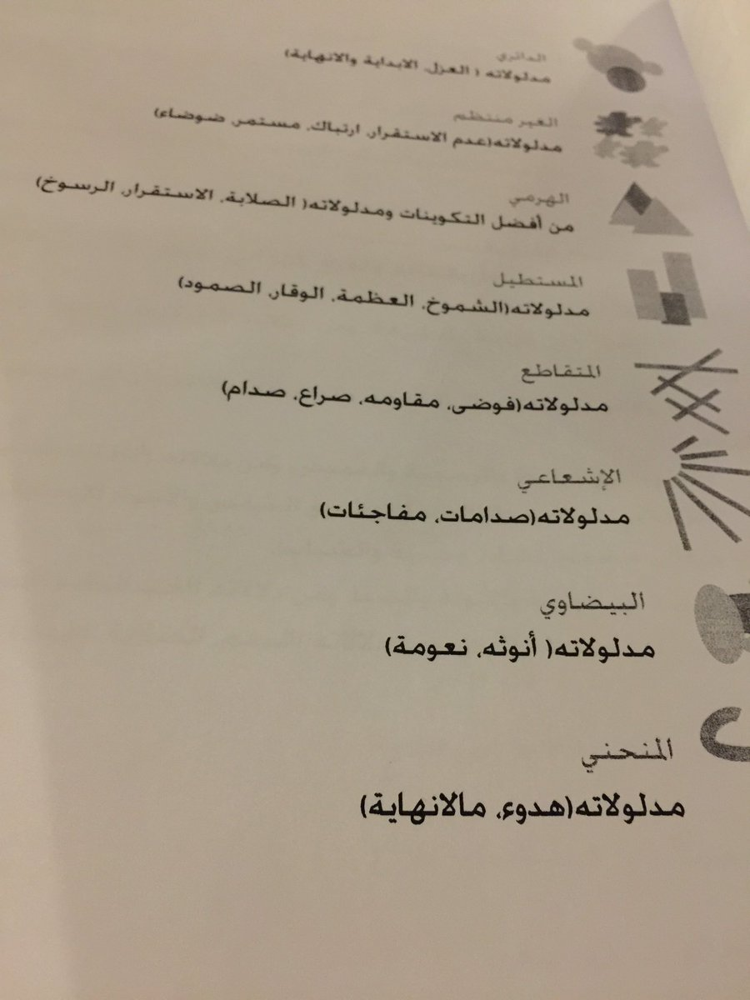 الدائري
مدلولاته ( العزل، الابداية والانهاية)
الغير منتظم
مدلولاته(عدم الاستقرار، ارتباك، مستمر، ضوضاء)
الهرمي
من أفضل التكوينات ومدلولاته( الصلابة، الاستقرار، الرسوخ)
المستطيل
مدلولاته(الشموخ، العظمة، الوقار، الصمود)
المتقاطع
مدلولاته(فوضى، مقاومه، صراع، صدام)
الإشعاعي
مدلولاته(صدامات، مفاجئات)
البيضاوي
مدلولاته( أنوثه، نعومة)
المنحني
مدلولاته(هدوء، مالانهاية)